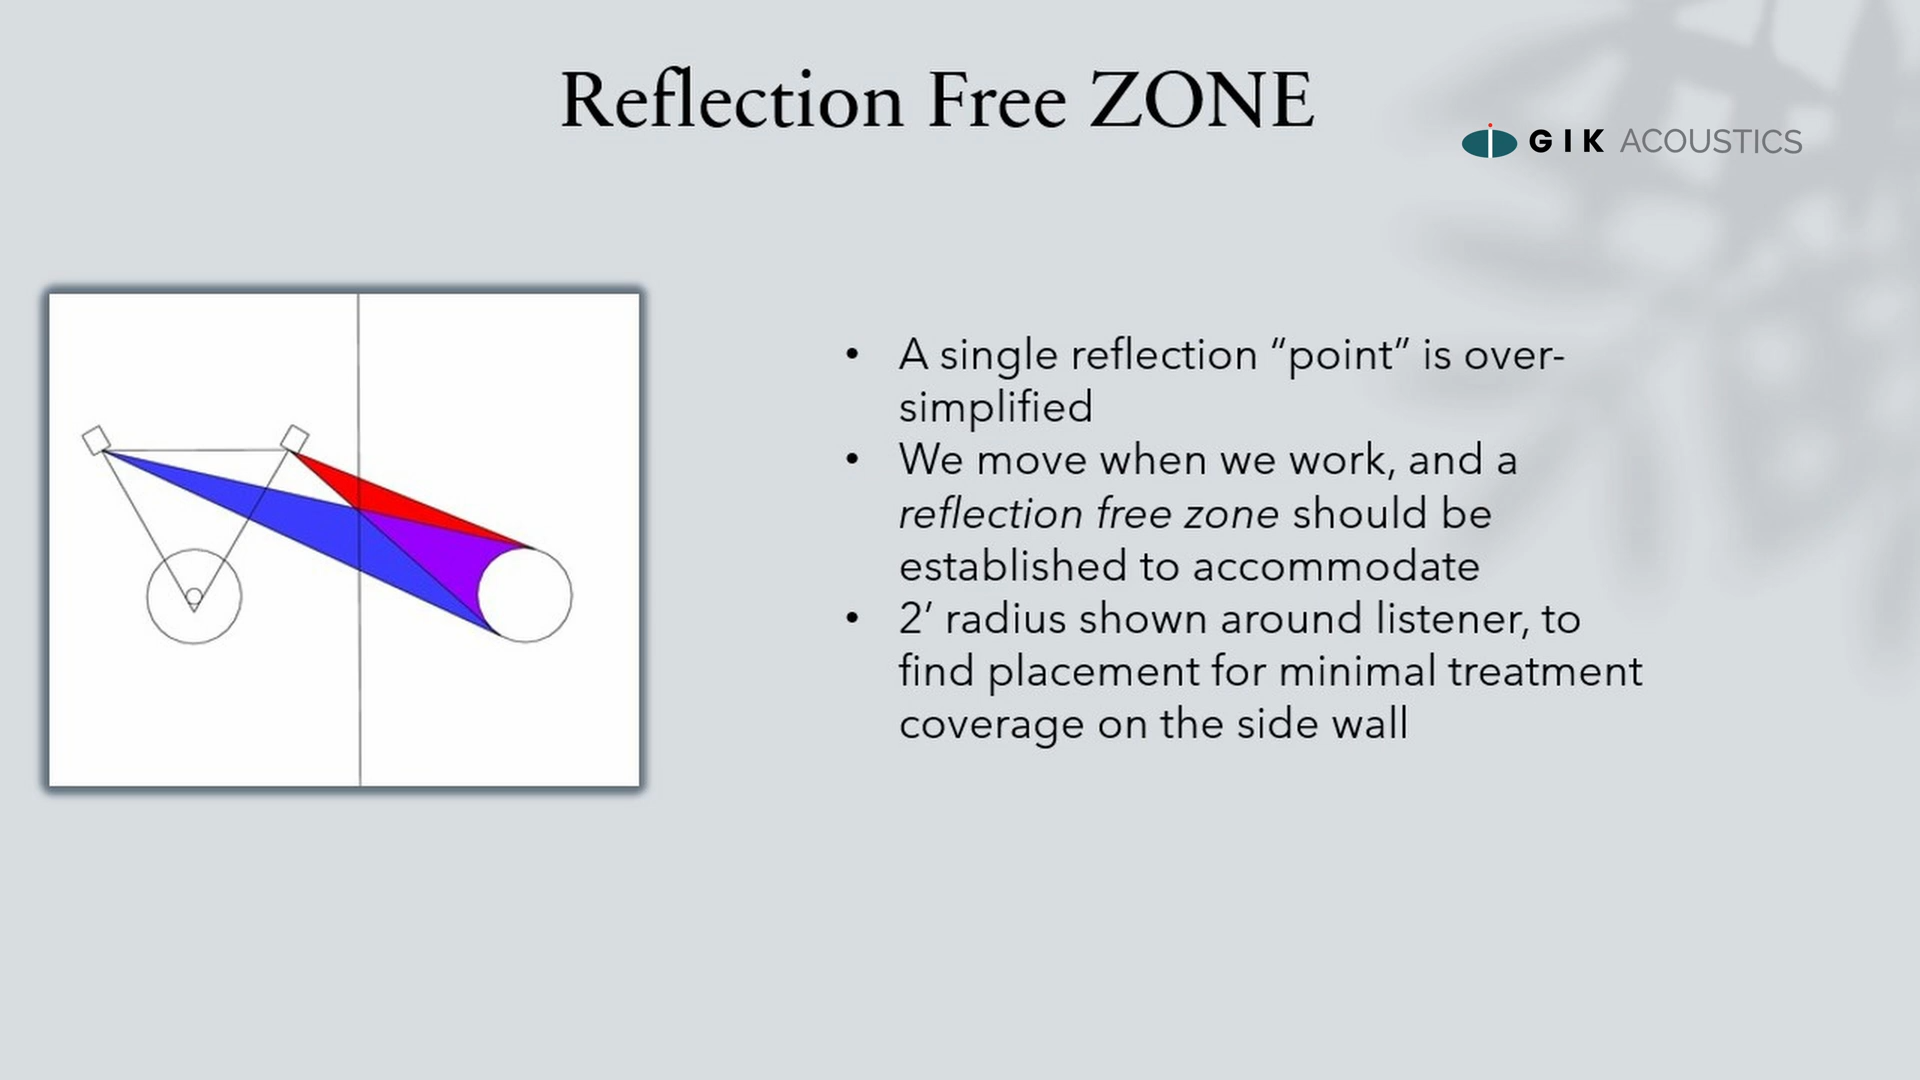 Reflection Free ZONE
GIK ACOUSTICS
• A single reflection “point” is over-
simplified
• We move when we work, and a
reflection free zone should be
established to accommodate
• 2’ radius shown around listener, to
find placement for minimal treatment
coverage on the side wall